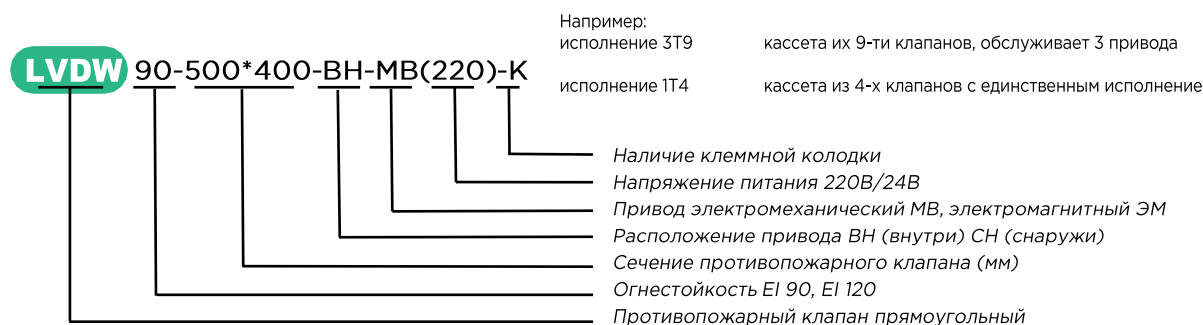 Например:
исполнение 3Т9 кассета их 9-ти клапанов, обслуживает 3 привода
LVDW 90-500*400-ВН-МВ(220)-К
исполнение 1Т4 кассета из 4-х клапанов с единственным исполнение
Наличие клеммной колодки
Напряжение питания 220В/24В
Привод электромеханический МВ, электромагнитный ЭМ
Расположение привода ВН (внутри) СН (снаружи)
Сечение противопожарного клапана (мм)
Огнестойкость EI 90, EI 120
Противопожарный клапан прямоугольный